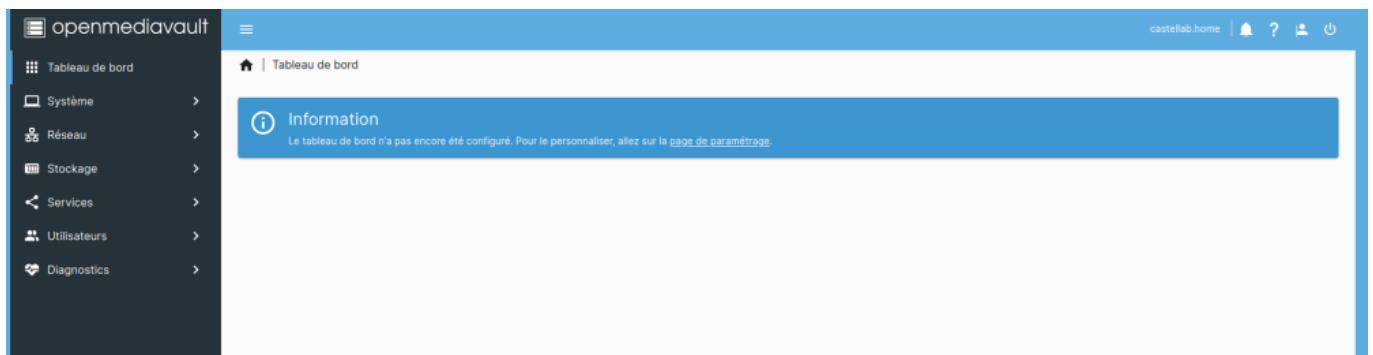 openmediavault
castellab.home
?
Tableau de bord
Système
Réseau
Stockage
Services
Utilisateurs
Diagnostics
| Tableau de bord
Information
Le tableau de bord n'a pas encore été configuré. Pour le personnaliser, allez sur la page de paramétrage.